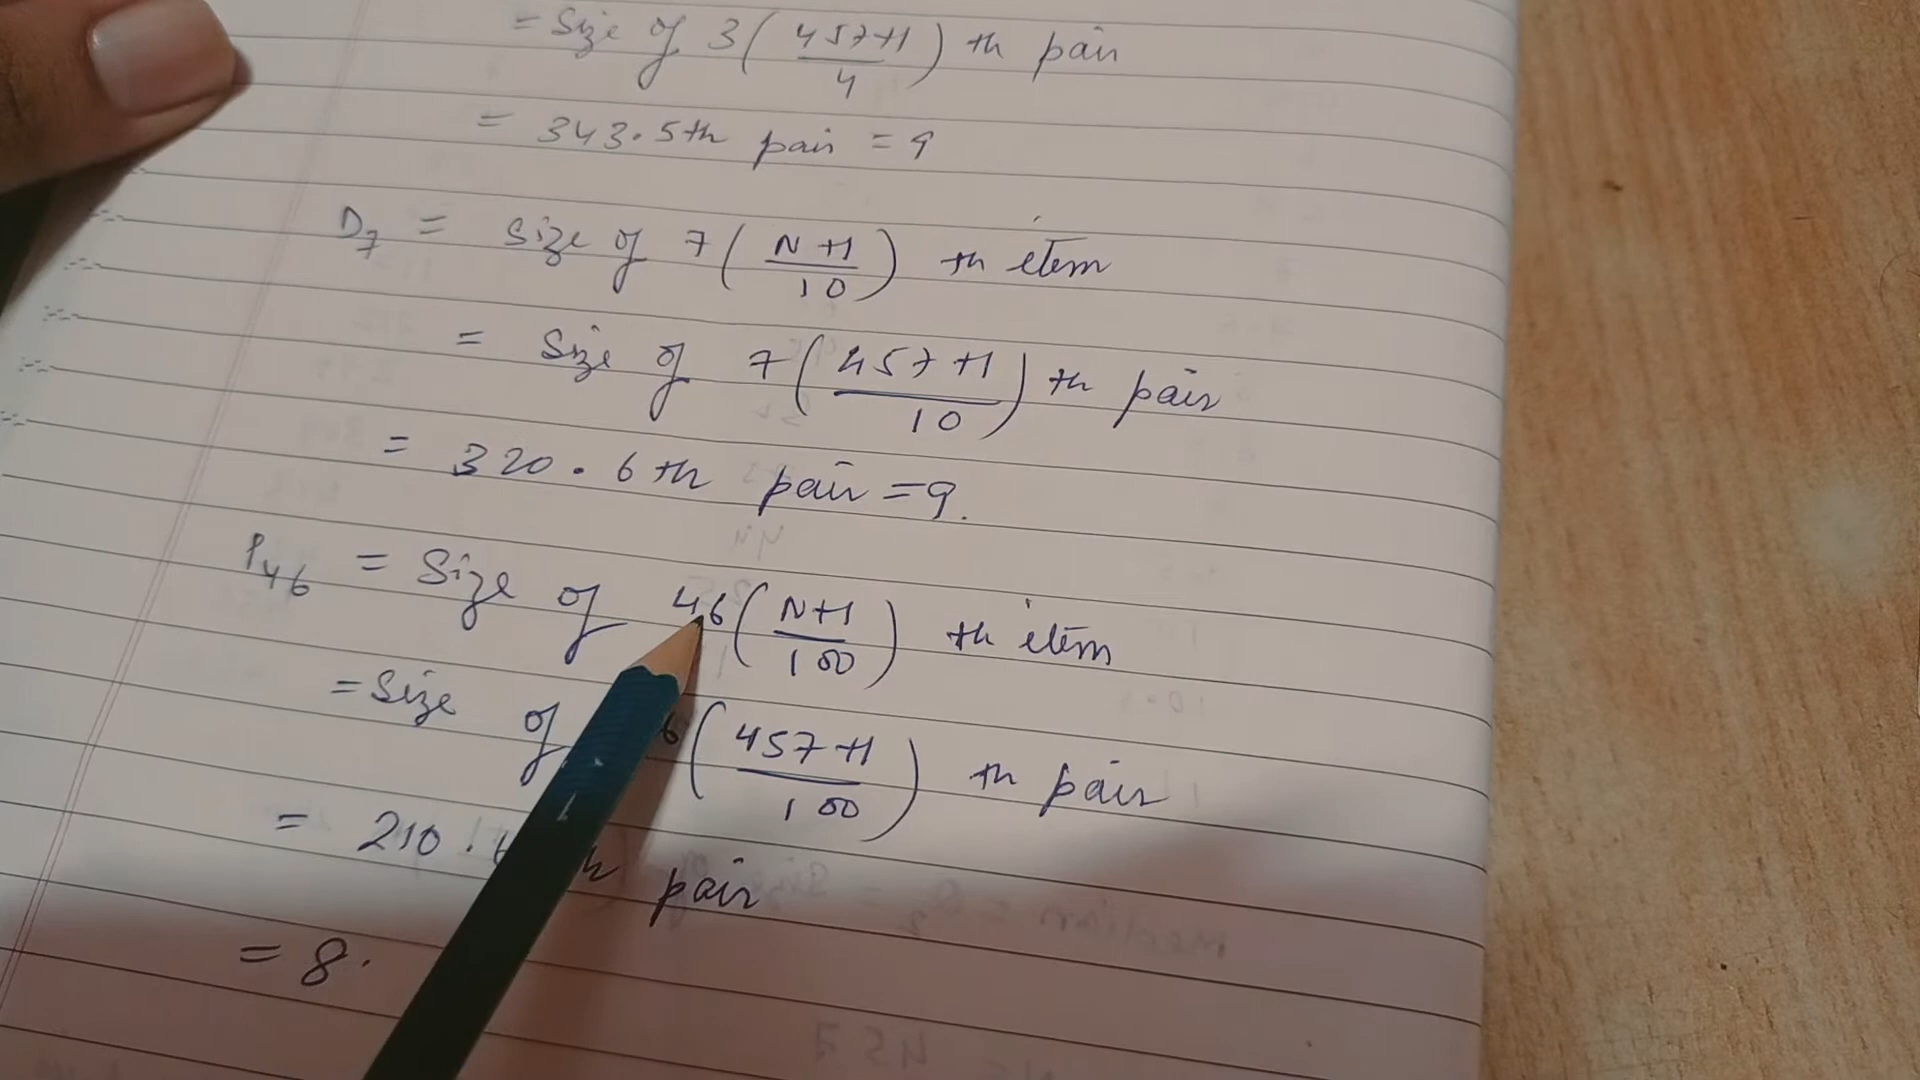 = Size of 3 ( 457+1 / 4 ) th pair
= 343.5th pair = 9
D7 = Size of 7 ( N+1 / 10 ) th item
= Size of 7 ( 457+1 / 10 ) th pair
= 320.6th pair = 9.
P46 = Size of 46 ( N+1 / 100 ) th item
= Size of 6 ( 457+1 / 100 ) th pair
= 210. pair
= 8.